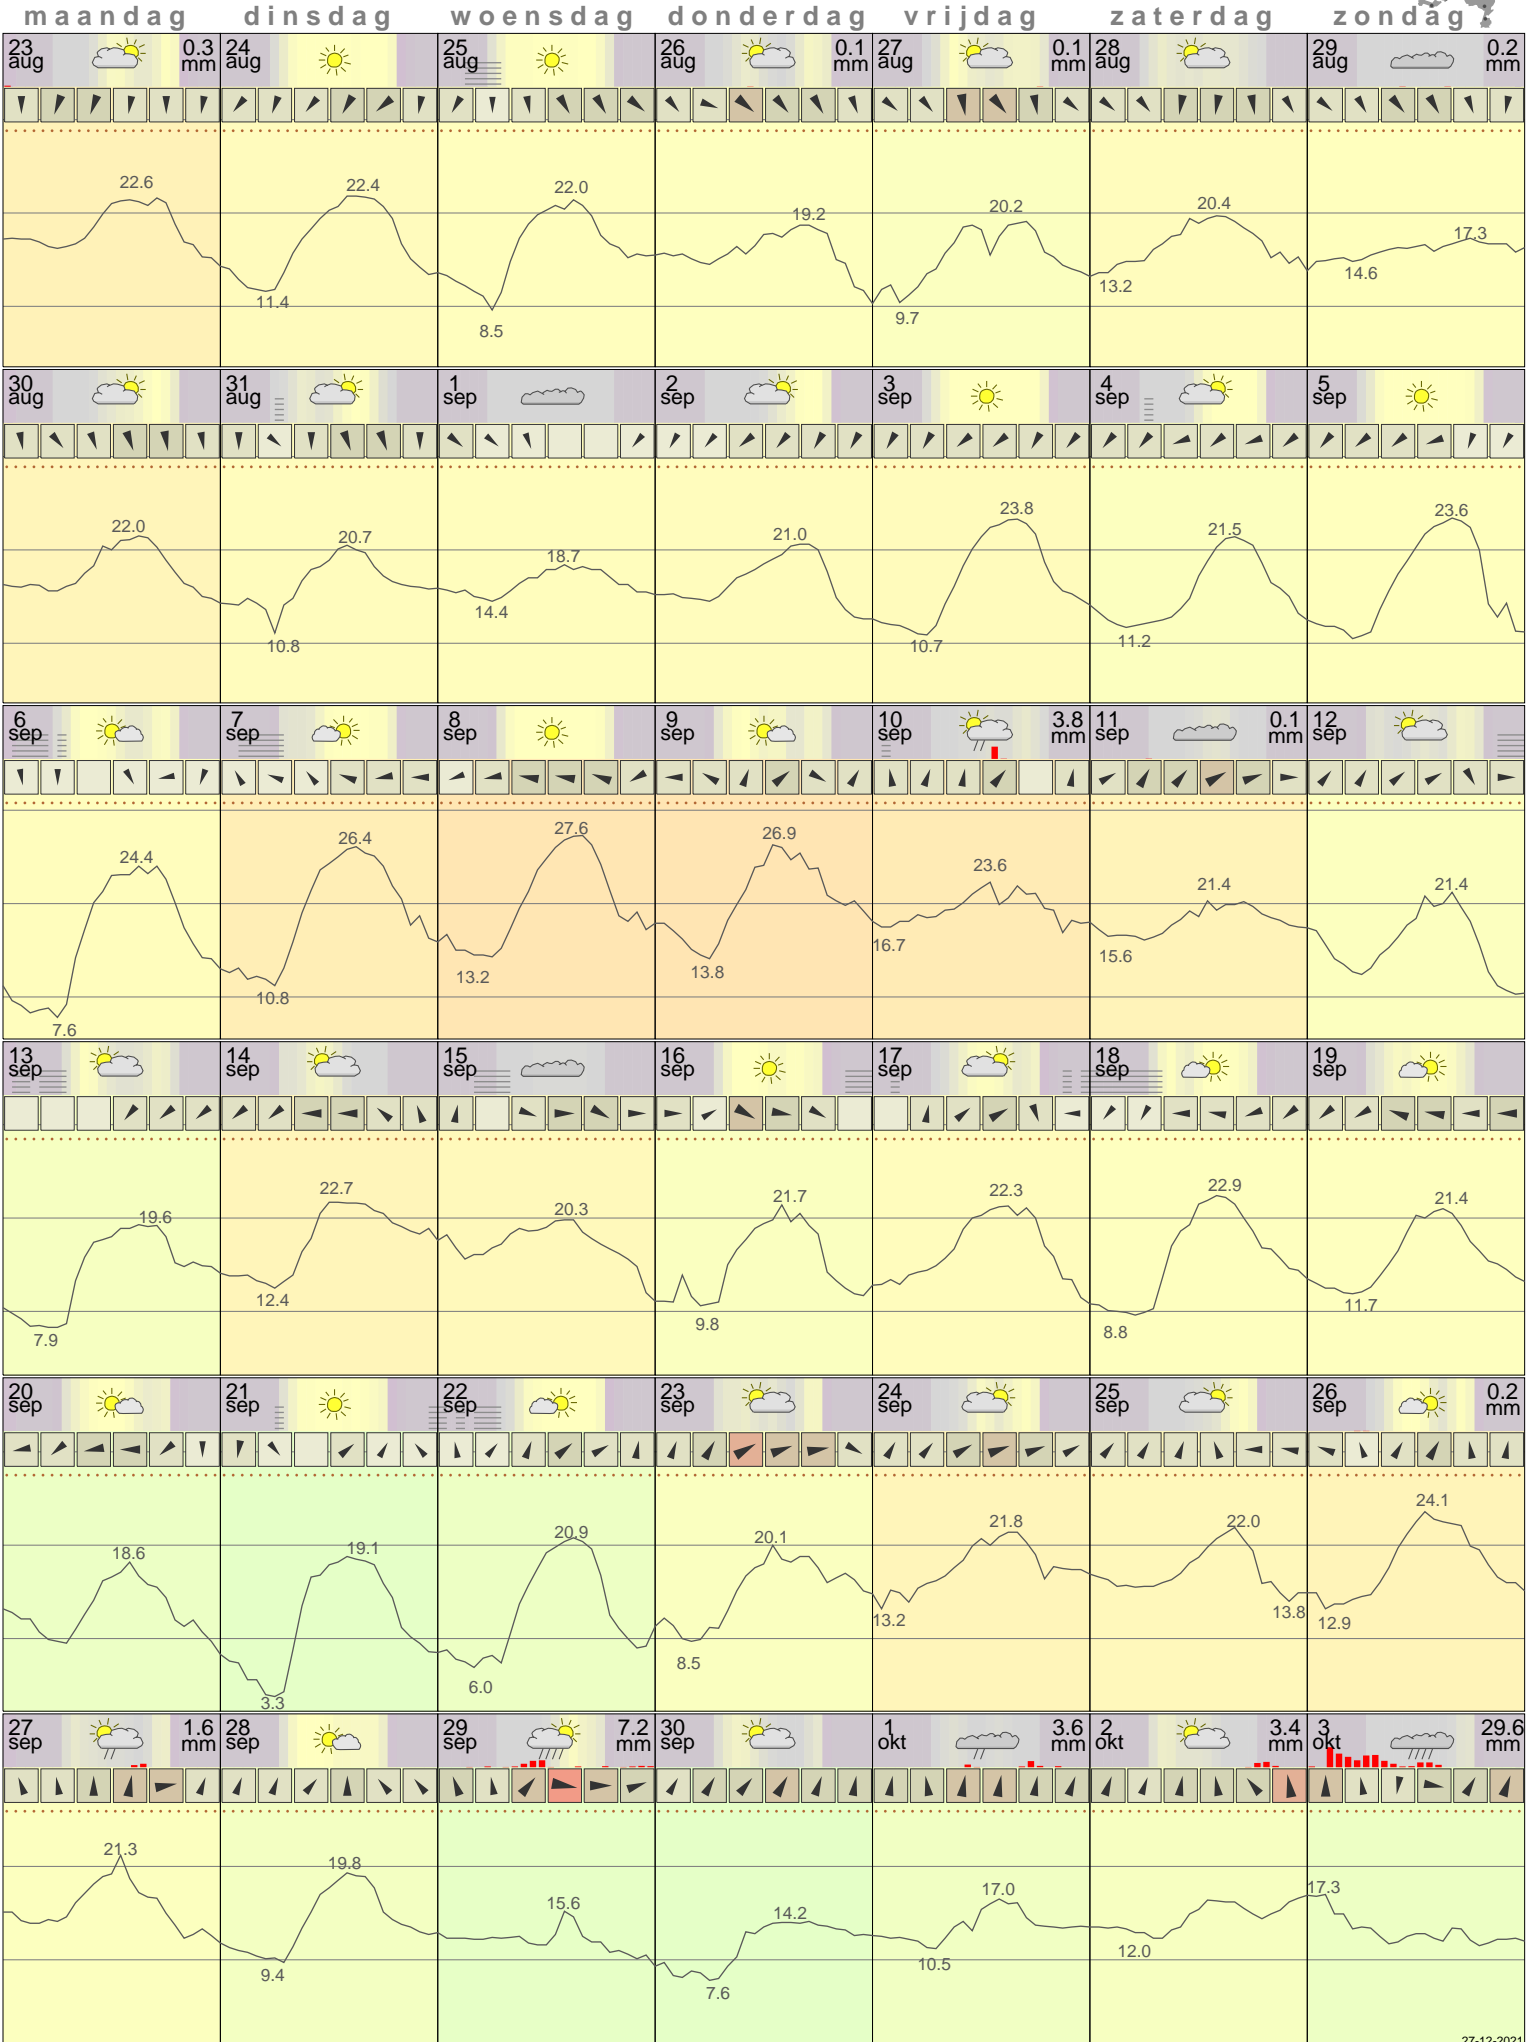 maandag dinsdag woensdag donderdag vrijdag zaterdag zondag
23 0.3 24 25 26 0.1 27 0.1 28 29 0.2
aug mm aug aug aug mm aug mm aug aug mm
22.6 22.4 22.0 19.2 20.2 20.4 17.3
11.4 8.5 9.7 13.2 14.6
30 31 1 2 3 4 5
aug aug sep sep sep sep sep
22.0 20.7 18.7 21.0 23.8 21.5 23.6
10.8 14.4 10.7 11.2
6 7 8 9 10 3.8 11 0.1 12
sep sep sep sep sep mm sep mm sep
24.4 26.4 27.6 26.9 23.6 21.4 21.4
7.6 10.8 13.2 13.8 16.7 15.6
13 14 15 16 17 18 19
sep sep sep sep sep sep sep
19.6 22.7 20.3 21.7 22.3 22.9 21.4
7.9 12.4 9.8 8.8 11.7
20 21 22 23 24 25 26 0.2
sep sep sep sep sep sep sep mm
18.6 19.1 20.9 20.1 21.8 22.0 24.1
3.3 6.0 8.5 13.2 13.8 12.9
27 1.6 28 29 7.2 30 1 3.6 2 3.4 3 29.6
sep mm sep sep mm sep okt mm okt mm okt mm
21.3 19.8 15.6 14.2 17.0 17.3
9.4 7.6 10.5 12.0
27-12-2021